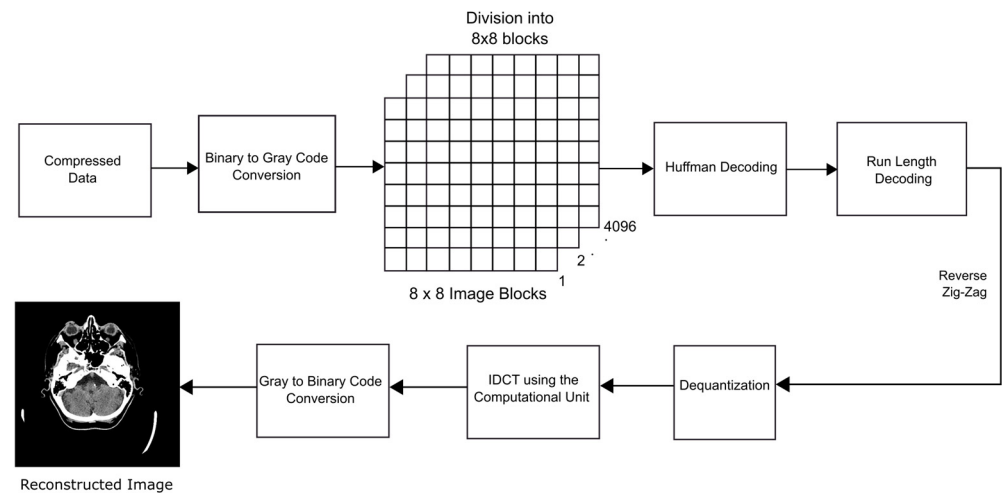 Division into
8x8 blocks
Compressed
Data
Binary to Gray Code
Conversion
Huffman Decoding
Run Length
Decoding
4096
.
.
2
1
8 x 8 Image Blocks
Reverse
Zig-Zag
Gray to Binary Code
Conversion
IDCT using the
Computational Unit
Dequantization
Reconstructed Image